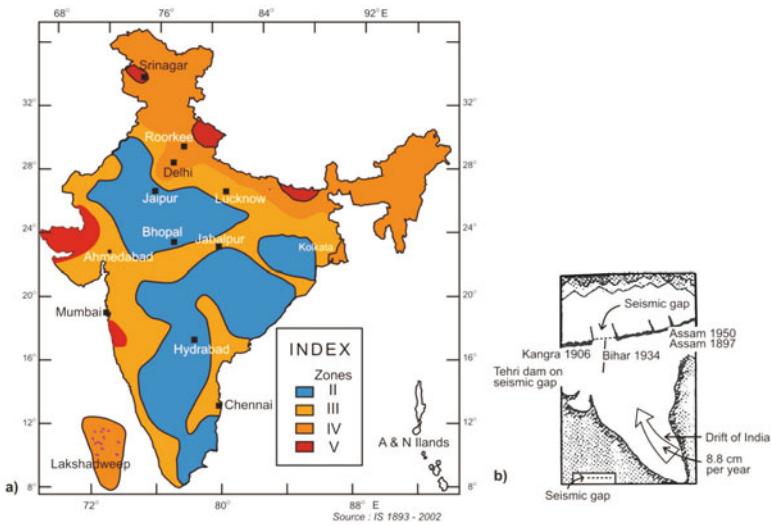 68° 76° 84° 92°E
Srinagar
32°
Roorkee
28°
Delhi
Jaipur
Lucknow
24°
Bhopal
Jabalpur
Kolkata
Ahmedabad
20°
Mumbai
16°
Hydrabad
12°
Chennai
Lakshadweep
8°
a)
72° 80° 88° E
32°
28°
24°
20°
16°
12°
8°
INDEX
Zones
II
III
IV
V
A & N Ilands
Source : IS 1893 - 2002
Seismic gap
Assam 1950
Assam 1897
Kangra 1906
Bihar 1934
Tehri dam on
seismic gap
Drift of India
8.8 cm
per year
b)
Seismic gap